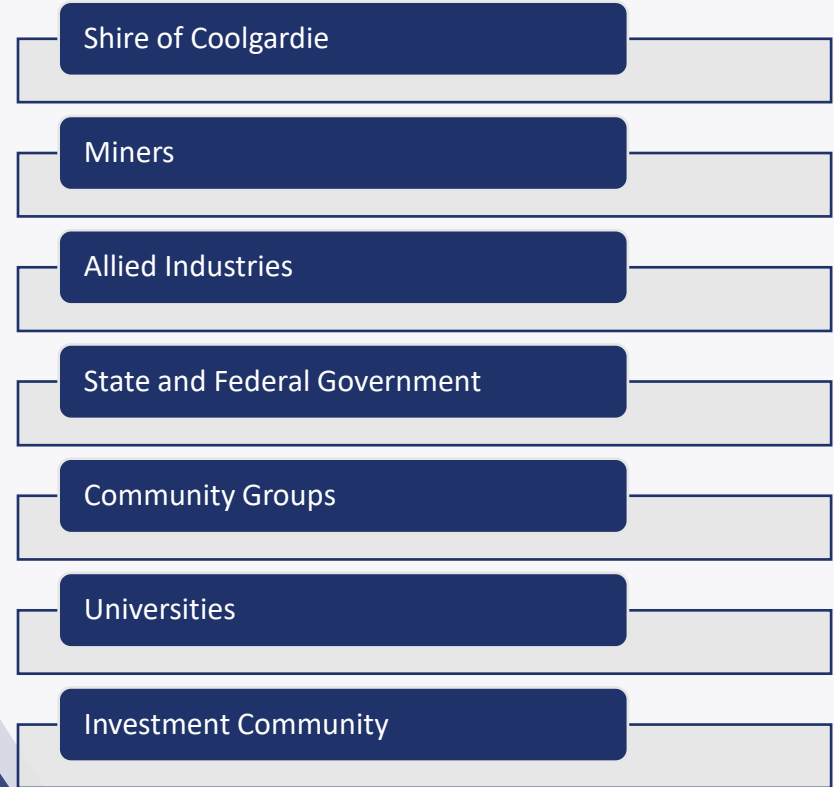 Shire of Coolgardie
Miners
Allied Industries
State and Federal Government
Community Groups
Universities
Investment Community